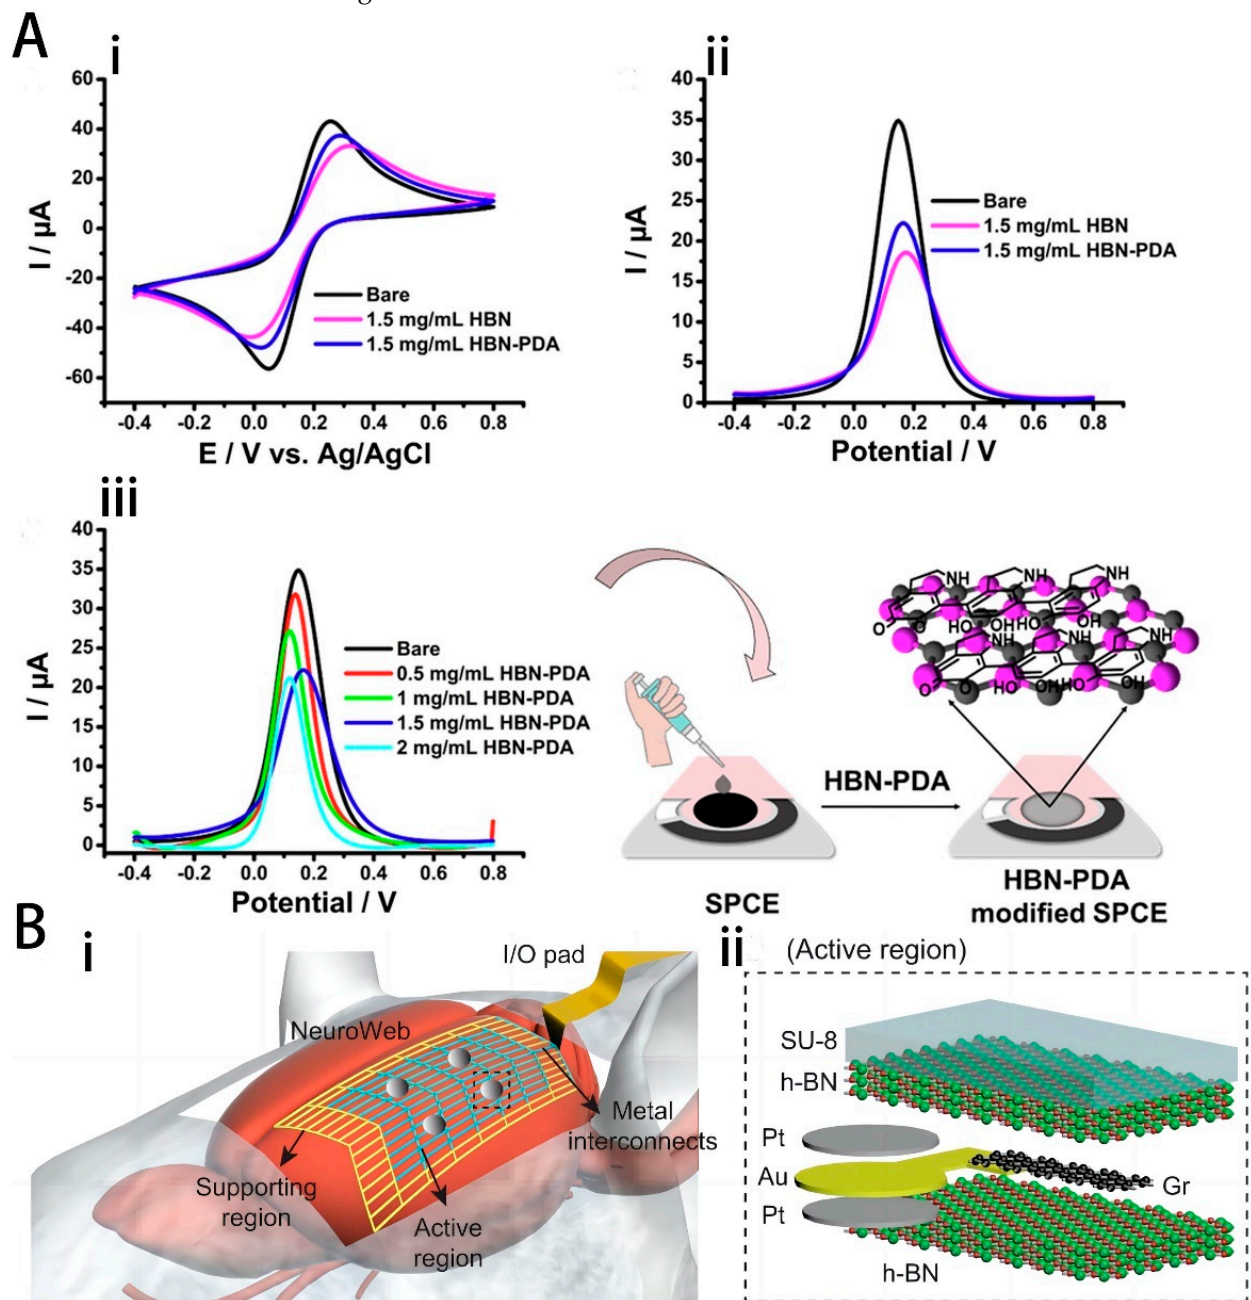 A
i
60
40
20
0
-20
-40
-60
I / µA
Bare
1.5 mg/mL HBN
1.5 mg/mL HBN-PDA
-0.4 -0.2 0.0 0.2 0.4 0.6 0.8
E / V vs. Ag/AgCl
ii
40
35
30
25
20
15
10
5
0
I / µA
Bare
1.5 mg/mL HBN
1.5 mg/mL HBN-PDA
-0.4 -0.2 0.0 0.2 0.4 0.6 0.8
Potential / V
iii
40
35
30
25
20
15
10
5
0
I / µA
Bare
0.5 mg/mL HBN-PDA
1 mg/mL HBN-PDA
1.5 mg/mL HBN-PDA
2 mg/mL HBN-PDA
-0.4 -0.2 0.0 0.2 0.4 0.6 0.8
Potential / V
NH NH NH
O O HO OH HO OH
NH NH NH
O O HO OH HO OH
HBN-PDA
SPCE
HBN-PDA
modified SPCE
B
i
I/O pad
NeuroWeb
Metal
interconnects
Supporting
region
Active
region
ii
(Active region)
SU-8
h-BN
Pt
Au
Gr
Pt
h-BN